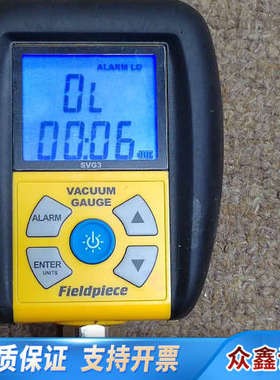 ALARM LO
OL
00:06
SVG3
VACUUM
GAUGE
ALARM
ENTER
UNITS
Fieldpiece
质保证 支持开票
众鑫